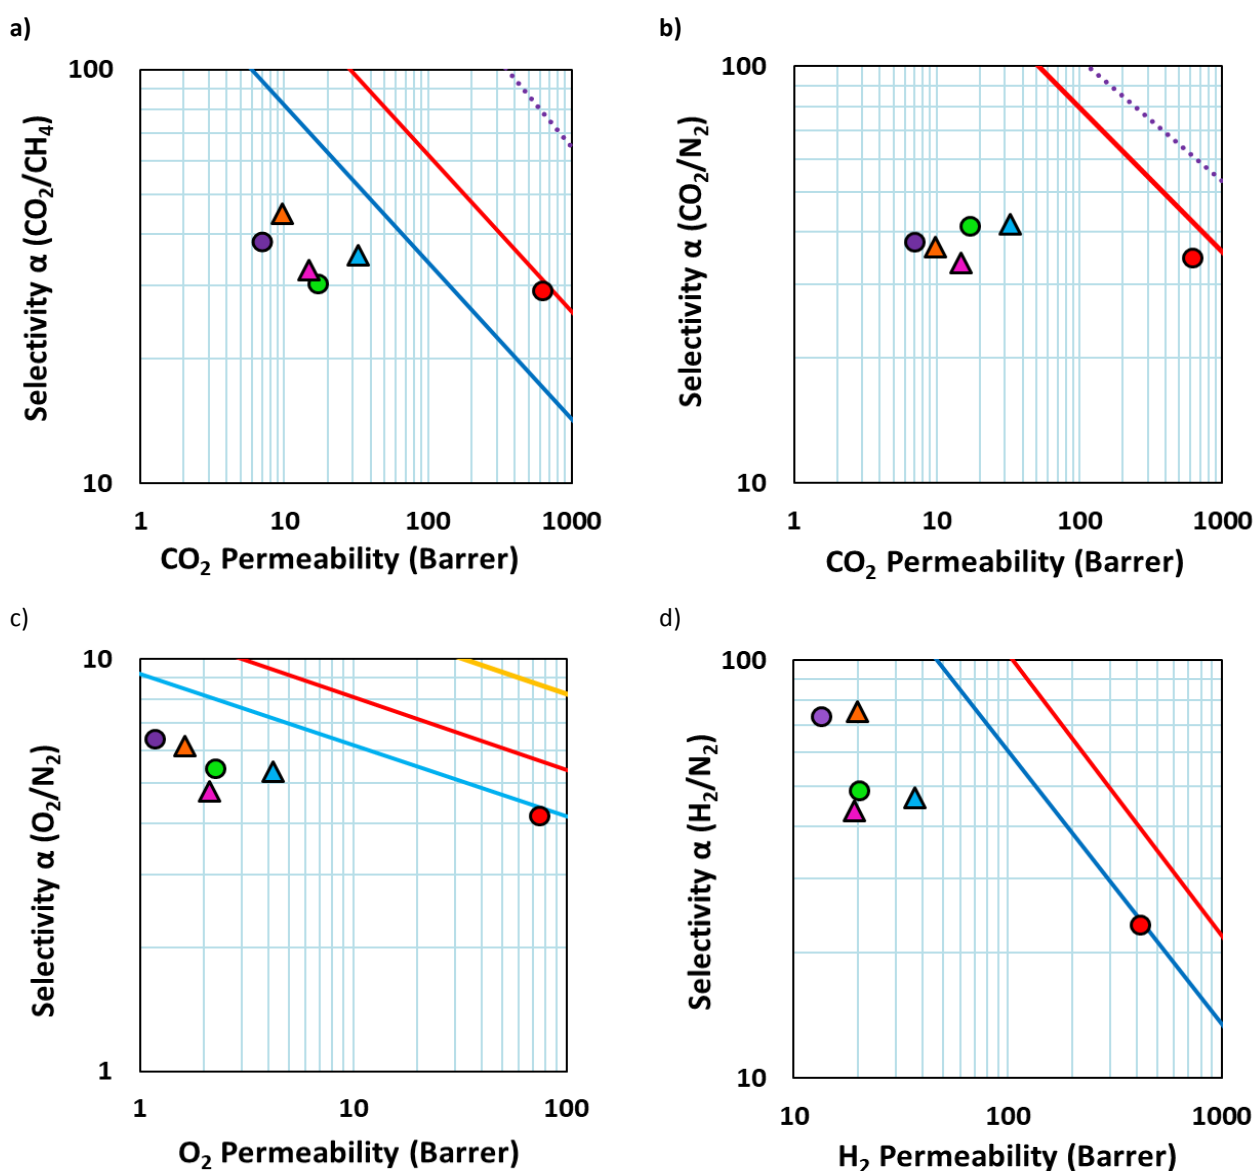 a)
100
10
1 10 100 1000
CO2 Permeability (Barrer)
Selectivity α (CO2/CH4)
b)
100
10
1 10 100 1000
CO2 Permeability (Barrer)
Selectivity α (CO2/N2)
c)
10
1
1 10 100
O2 Permeability (Barrer)
Selectivity α (O2/N2)
d)
100
10
10 100 1000
H2 Permeability (Barrer)
Selectivity α (H2/N2)